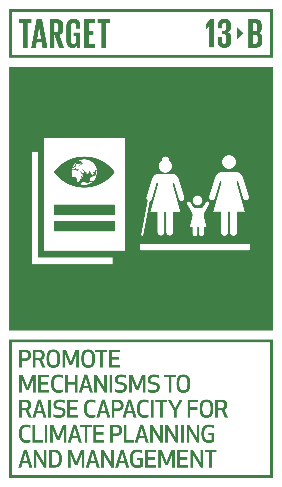 TARGET 13·B
PROMOTE
MECHANISMS TO
RAISE CAPACITY FOR
CLIMATE PLANNING
AND MANAGEMENT